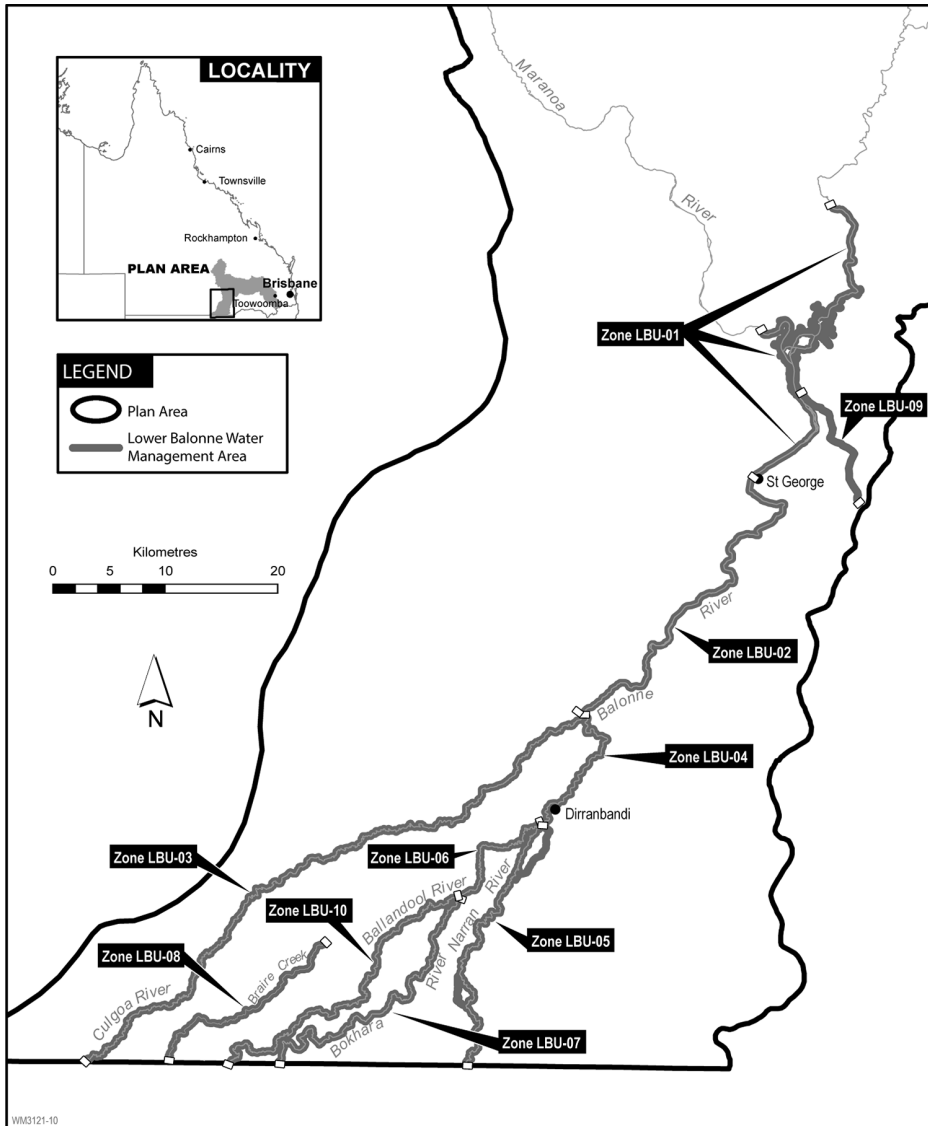 LOCALITY
Cairns
Townsville
Rockhampton
PLAN AREA
Brisbane
Toowoomba
LEGEND
Plan Area
Lower Balonne Water
Management Area
Kilometres
0 5 10 20
N
Maranoa
River
Zone LBU-01
Zone LBU-09
St George
River
Zone LBU-02
Balonne
Zone LBU-04
Dirranbandi
Zone LBU-06
Zone LBU-03
Ballandool River
River
Narran
Zone LBU-10
Zone LBU-05
Zone LBU-08
Braire Creek
River
Culgoa River
Bokhara
Zone LBU-07
WM3121-10